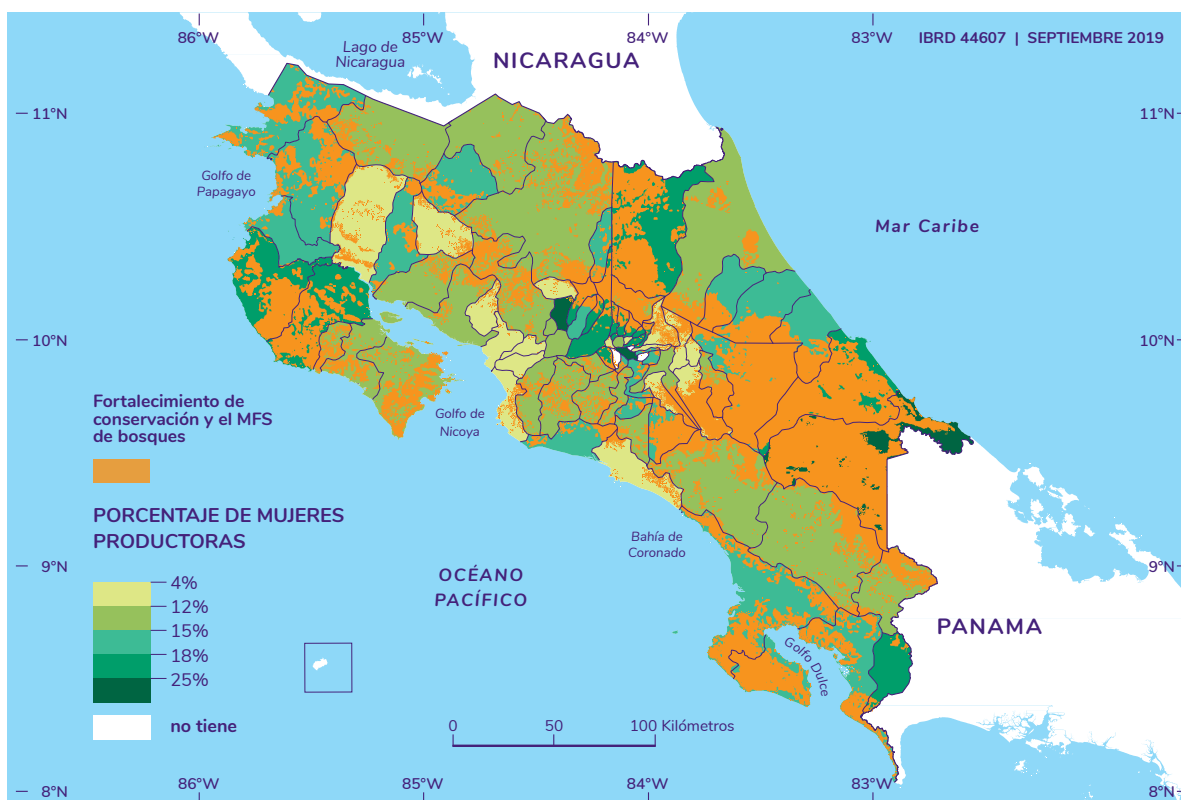 86°W
85°W
84°W
83°W
IBRD 44607 | SEPTIEMBRE 2019
Lago de
Nicaragua
NICARAGUA
11°N
11°N
Golfo de
Papagayo
Mar Caribe
10°N
10°N
Fortalecimiento de
conservación y el MFS
de bosques
Golfo de
Nicoya
PORCENTAJE DE MUJERES
PRODUCTORAS
4%
12%
15%
18%
25%
no tiene
Bahía de
Coronado
OCÉANO
PACÍFICO
9°N
9°N
PANAMA
Golfo Dulce
0
50
100 Kilómetros
8°N
86°W
85°W
84°W
83°W
8°N